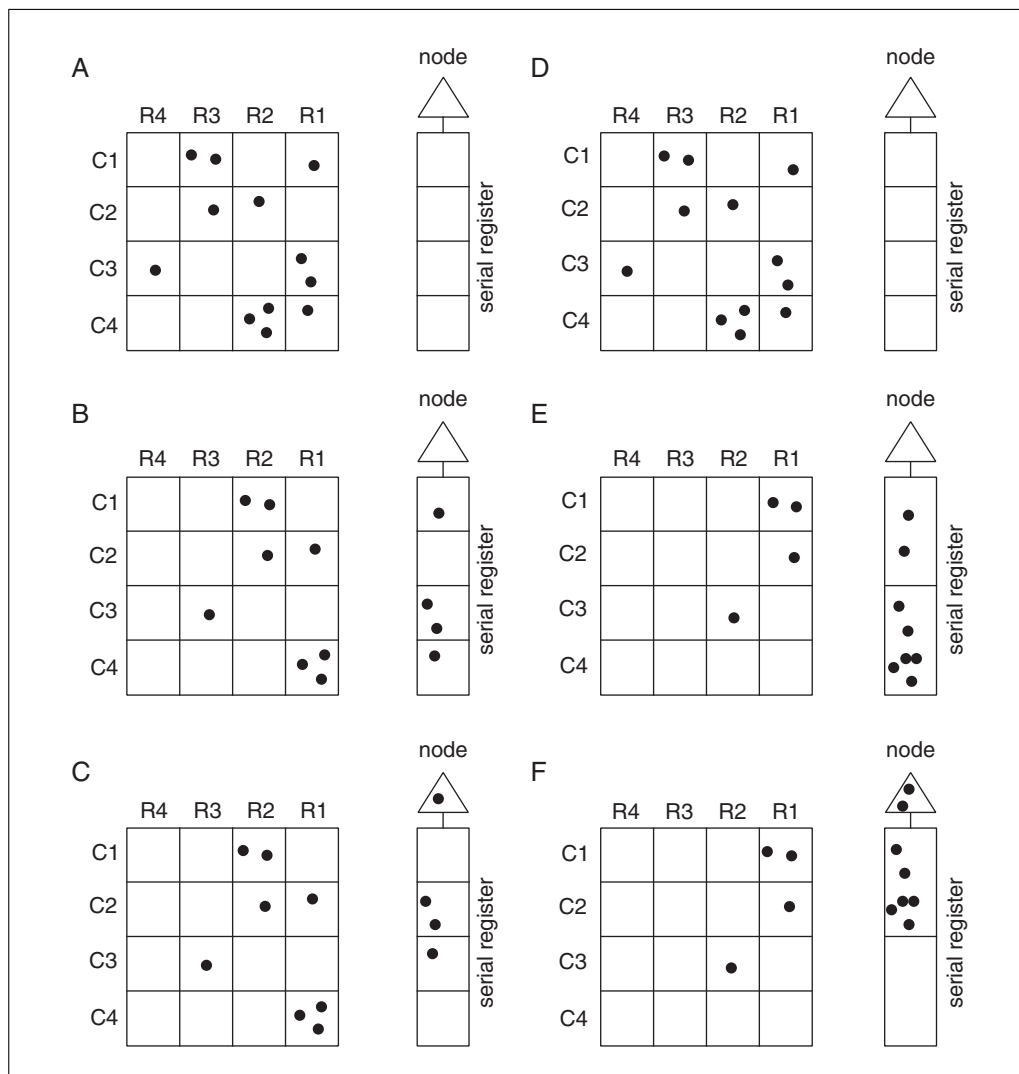 A
node
R4 R3 R2 R1
C1
C2
C3
C4
serial register
D
node
R4 R3 R2 R1
C1
C2
C3
C4
serial register
B
node
R4 R3 R2 R1
C1
C2
C3
C4
serial register
E
node
R4 R3 R2 R1
C1
C2
C3
C4
serial register
C
node
R4 R3 R2 R1
C1
C2
C3
C4
serial register
F
node
R4 R3 R2 R1
C1
C2
C3
C4
serial register